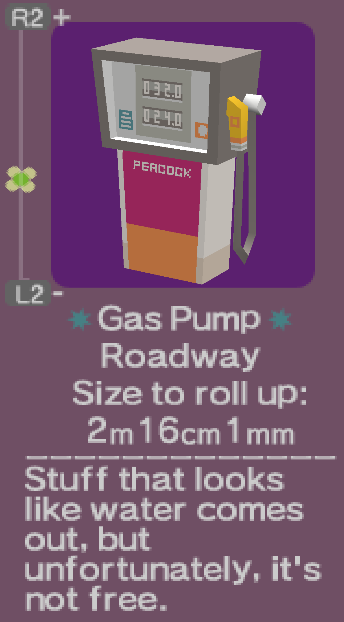 R2 +
032.0
024.0
PEACOCK
L2 -
Gas Pump
Roadway
Size to roll up:
2m16cm1mm
Stuff that looks
like water comes
out, but
unfortunately, it's
not free.